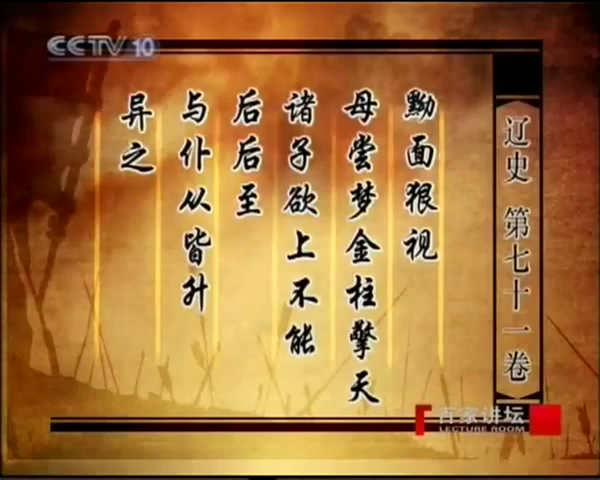 CCTV 10
辽史 第七十一卷
黝面狠视
母尝梦金柱擎天
诸子欲上不能
后后至
与仆从皆升
异之
百家讲坛
LECTURE ROOM